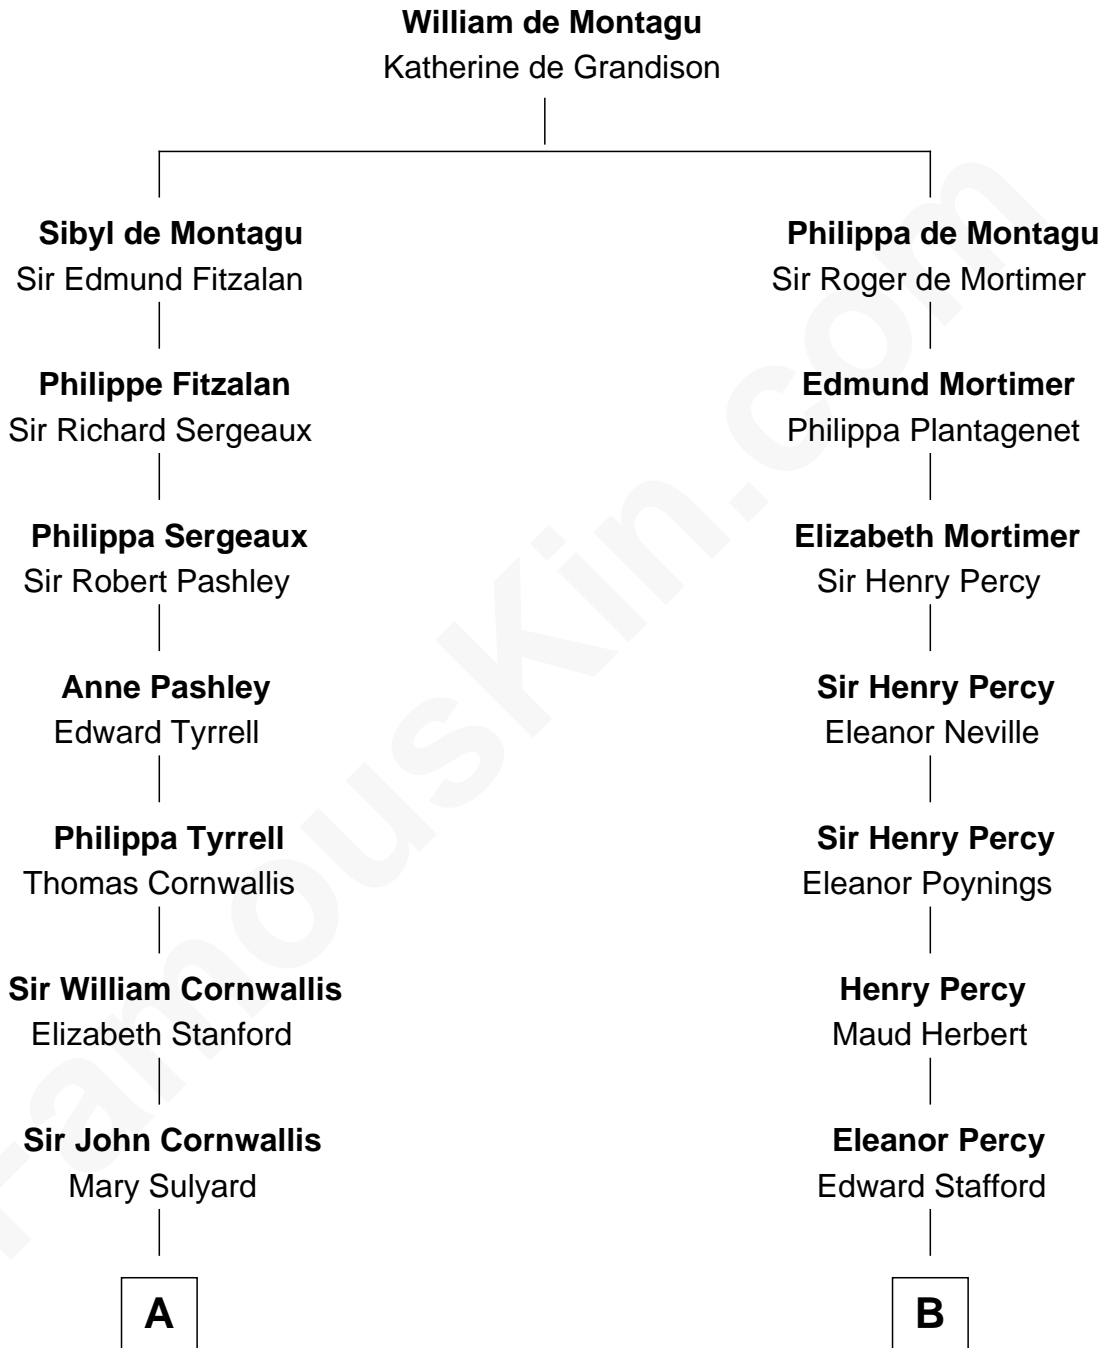 William de Montagu
Katherine de Grandison
Sibyl de Montagu
Sir Edmund Fitzalan
Philippa de Montagu
Sir Roger de Mortimer
Philippe Fitzalan
Sir Richard Sergeaux
Edmund Mortimer
Philippa Plantagenet
Philippa Sergeaux
Sir Robert Pashley
Elizabeth Mortimer
Sir Henry Percy
Anne Pashley
Edward Tyrrell
Sir Henry Percy
Eleanor Neville
Philippa Tyrrell
Thomas Cornwallis
Sir Henry Percy
Eleanor Poynings
Sir William Cornwallis
Elizabeth Stanford
Henry Percy
Maud Herbert
Sir John Cornwallis
Mary Sulyard
Eleanor Percy
Edward Stafford
A
B
FamousKin.com